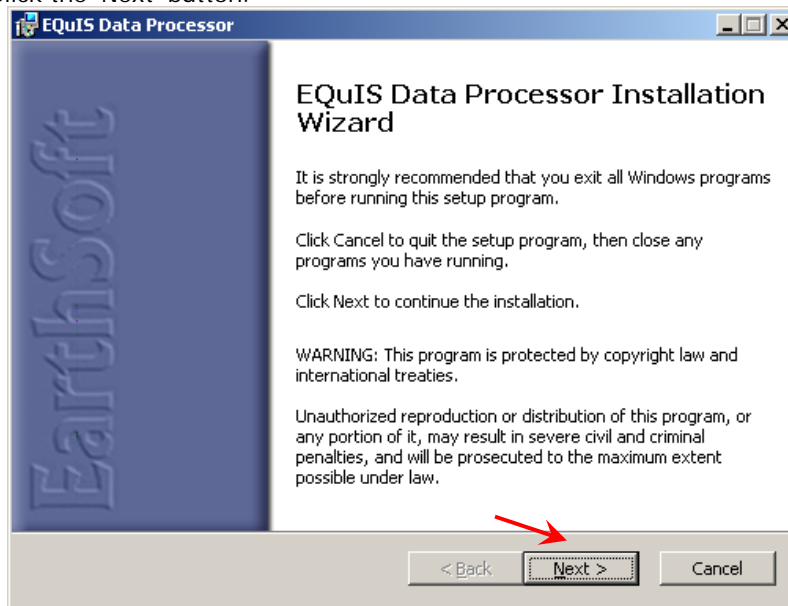 click the "Next" button.
EQuIS Data Processor
EarthSoft
EQuIS Data Processor Installation
Wizard
It is strongly recommended that you exit all Windows programs
before running this setup program.
Click Cancel to quit the setup program, then close any
programs you have running.
Click Next to continue the installation.
WARNING: This program is protected by copyright law and
international treaties.
Unauthorized reproduction or distribution of this program, or
any portion of it, may result in severe civil and criminal
penalties, and will be prosecuted to the maximum extent
possible under law.
< Back
Next >
Cancel